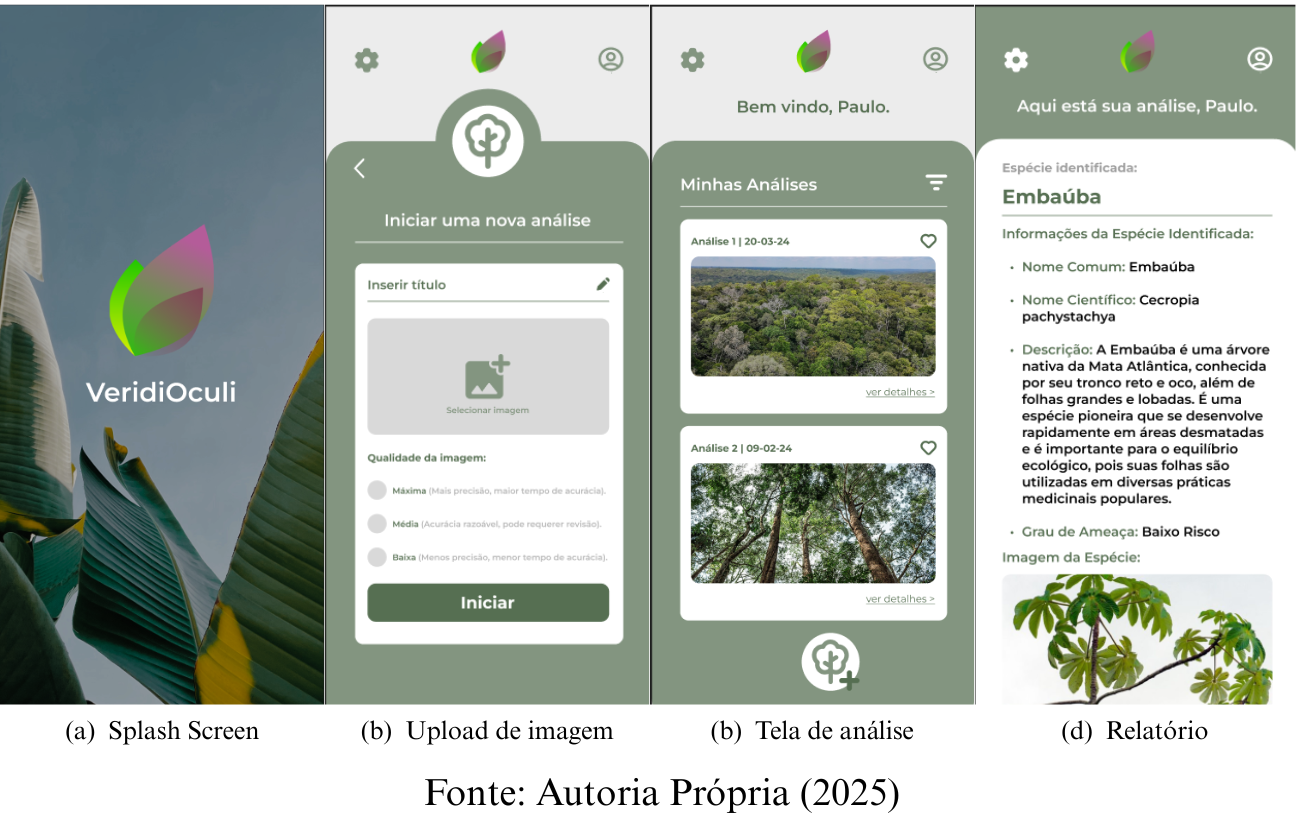 VeridiOculi
(a) Splash Screen
Iniciar uma nova análise
Inserir título
Selecionar imagem
Qualidade da imagem:
Máxima (Mais precisão, maior tempo de acurácia).
Média (Acurácia razoável, pode requerer revisão).
Baixa (Menos precisão, menor tempo de acurácia).
Iniciar
(b) Upload de imagem
Bem vindo, Paulo.
Minhas Análises
Análise 1 | 20-03-24
ver detalhes >
Análise 2 | 09-02-24
ver detalhes >
(b) Tela de análise
Aqui está sua análise, Paulo.
Espécie identificada:
Embaúba
Informações da Espécie Identificada:
• Nome Comum: Embaúba
• Nome Científico: Cecropia
pachystachya
• Descrição: A Embaúba é uma árvore
nativa da Mata Atlântica, conhecida
por seu tronco reto e oco, além de
folhas grandes e lobadas. É uma
espécie pioneira que se desenvolve
rapidamente em áreas desmatadas
e é importante para o equilíbrio
ecológico, pois suas folhas são
utilizadas em diversas práticas
medicinais populares.
• Grau de Ameaça: Baixo Risco
Imagem da Espécie:
(d) Relatório
Fonte: Autoria Própria (2025)